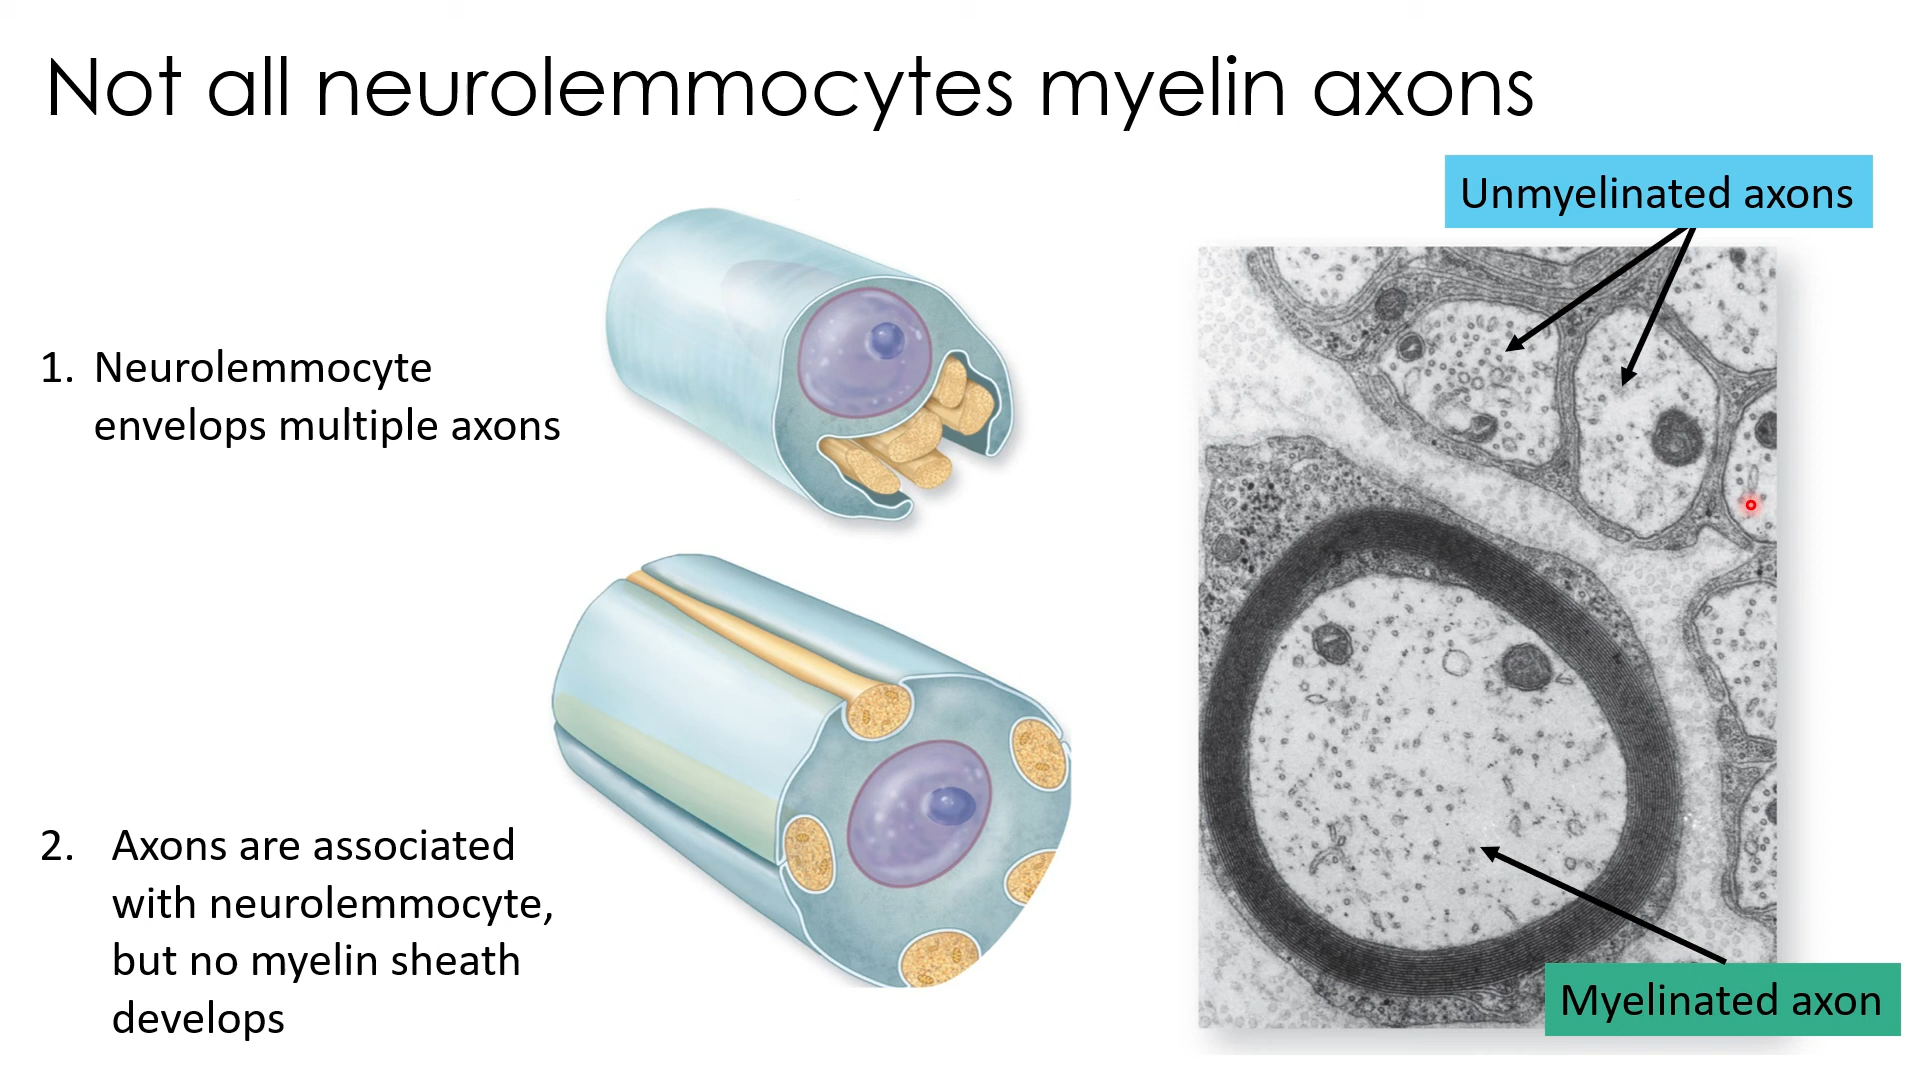 Not all neurolemmocytes myelin axons
Unmyelinated axons
1. Neurolemmocyte
envelops multiple axons
2. Axons are associated
with neurolemmocyte,
but no myelin sheath
develops
Myelinated axon